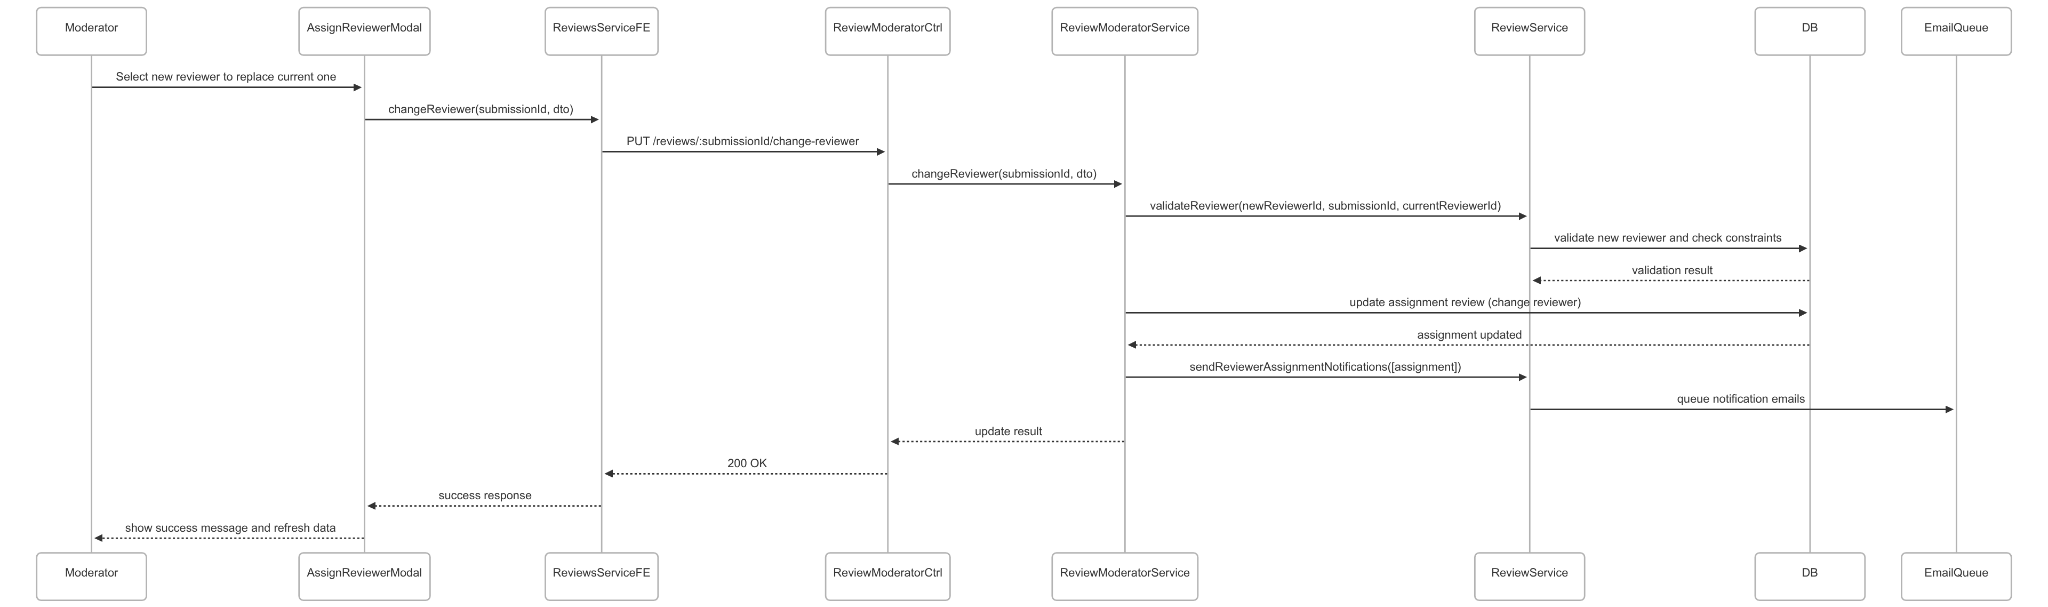 Moderator
AssignReviewerModal
ReviewsServiceFE
ReviewModeratorCtrl
ReviewModeratorService
ReviewService
DB
EmailQueue
Select new reviewer to replace current one
changeReviewer(submissionId, dto)
PUT /reviews/:submissionId/change-reviewer
changeReviewer(submissionId, dto)
validateReviewer(newReviewerId, submissionId, currentReviewerId)
validate new reviewer and check constraints
validation result
update assignment review (change reviewer)
assignment updated
sendReviewerAssignmentNotifications([assignment])
queue notification emails
update result
200 OK
success response
show success message and refresh data
Moderator
AssignReviewerModal
ReviewsServiceFE
ReviewModeratorCtrl
ReviewModeratorService
ReviewService
DB
EmailQueue